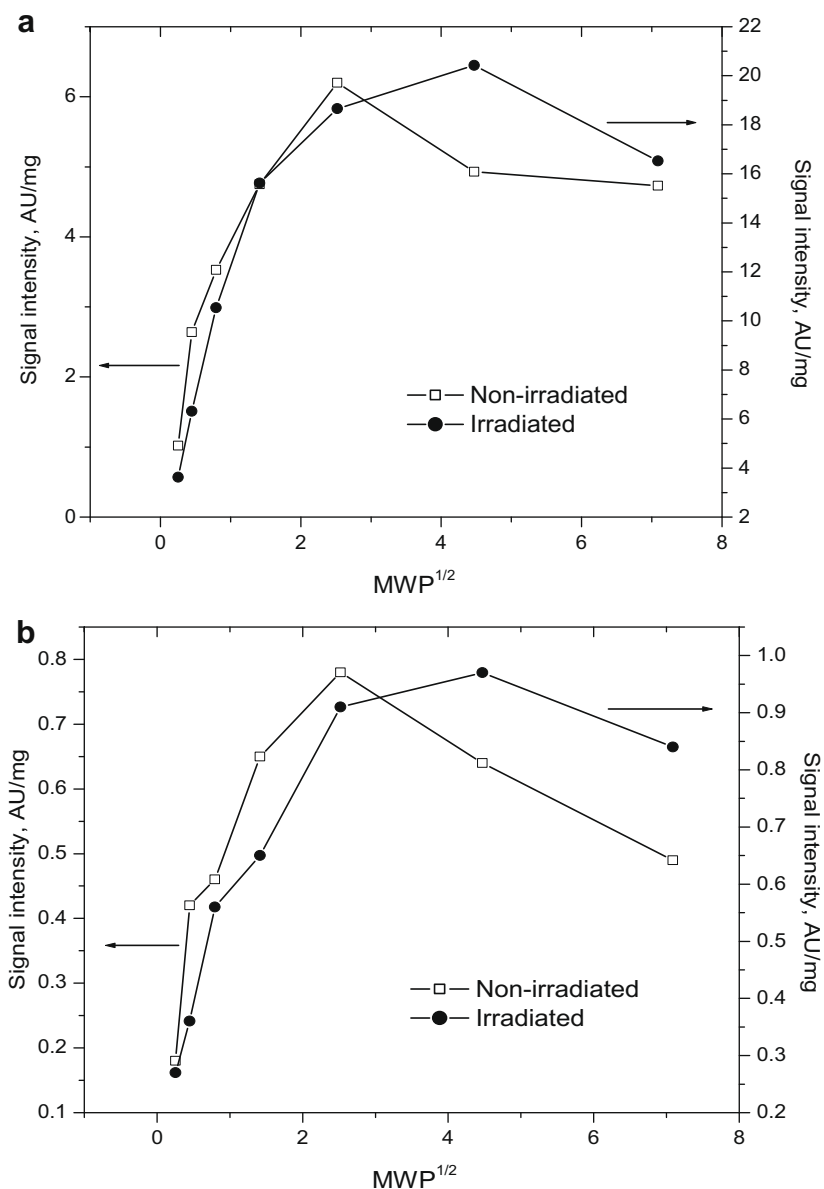 a
6
4
2
0
22
20
18
16
14
12
10
8
6
4
2
Signal intensity, AU/mg
Signal intensity, AU/mg
Non-irradiated
Irradiated
0 2 4 6 8
MWP1/2
b
0.8
0.7
0.6
0.5
0.4
0.3
0.2
0.1
1.0
0.9
0.8
0.7
0.6
0.5
0.4
0.3
0.2
Signal intensity, AU/mg
Signal intensity, AU/mg
Non-irradiated
Irradiated
0 2 4 6 8
MWP1/2